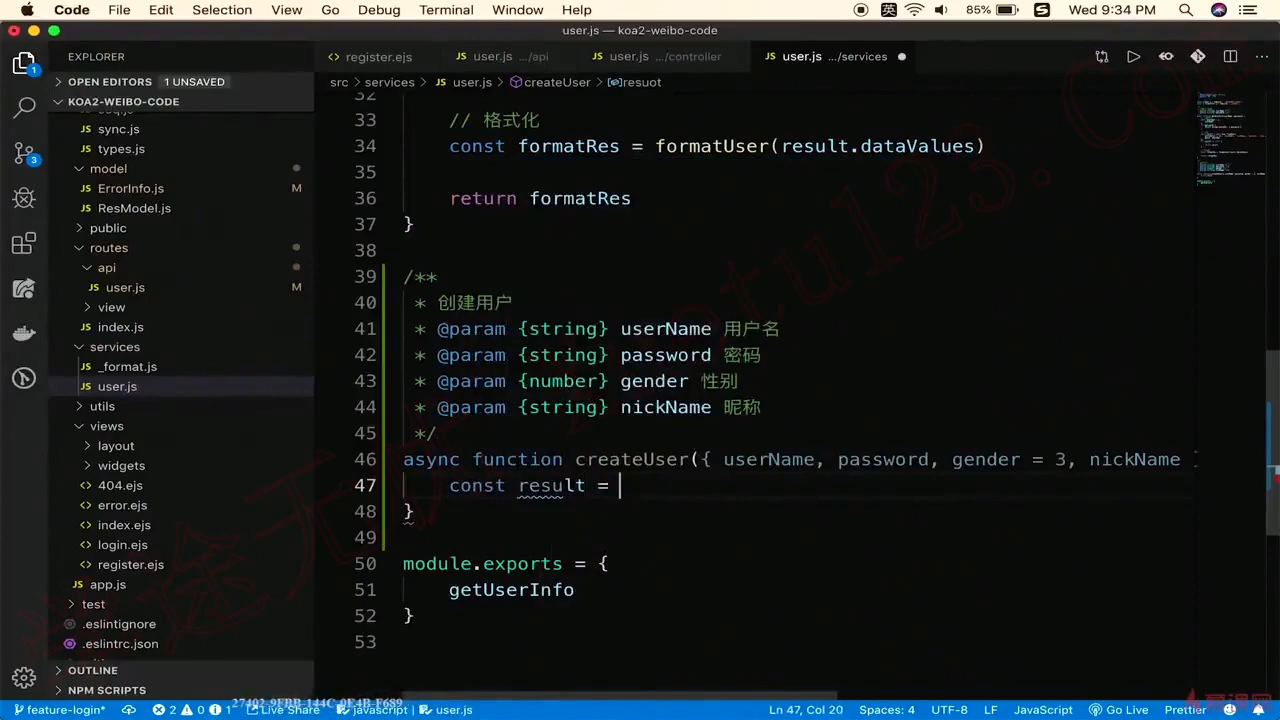 Code File Edit Selection View Go Debug Terminal Window Help 英 85% S Wed 9:34 PM
user.js — koa2-weibo-code
EXPLORER
register.ejs user.js .../api user.js .../controller user.js .../services
OPEN EDITORS 1 UNSAVED
src › services › user.js › createUser › resuot
KOA2-WEIBO-CODE
sync.js
types.js
model
ErrorInfo.js M
ResModel.js
public
routes
api
user.js M
view
index.js
services
_format.js
user.js
utils
views
layout
widgets
404.ejs
error.ejs
index.ejs
login.ejs
register.ejs
app.js
test
.eslintignore
.eslintrc.json
OUTLINE
NPM SCRIPTS
32
33 // 格式化
34 const formatRes = formatUser(result.dataValues)
35
36 return formatRes
37 }
38
39 /**
40 * 创建用户
41 * @param {string} userName 用户名
42 * @param {string} password 密码
43 * @param {number} gender 性别
44 * @param {string} nickName 昵称
45 */
46 async function createUser({ userName, password, gender = 3, nickName
47 const result =
48 }
49
50 module.exports = {
51 getUserInfo
52 }
53
feature-login* 2 0 1 Live Share javascript | user.js Ln 47, Col 20 Spaces: 4 UTF-8 LF JavaScript Go Live Prettier